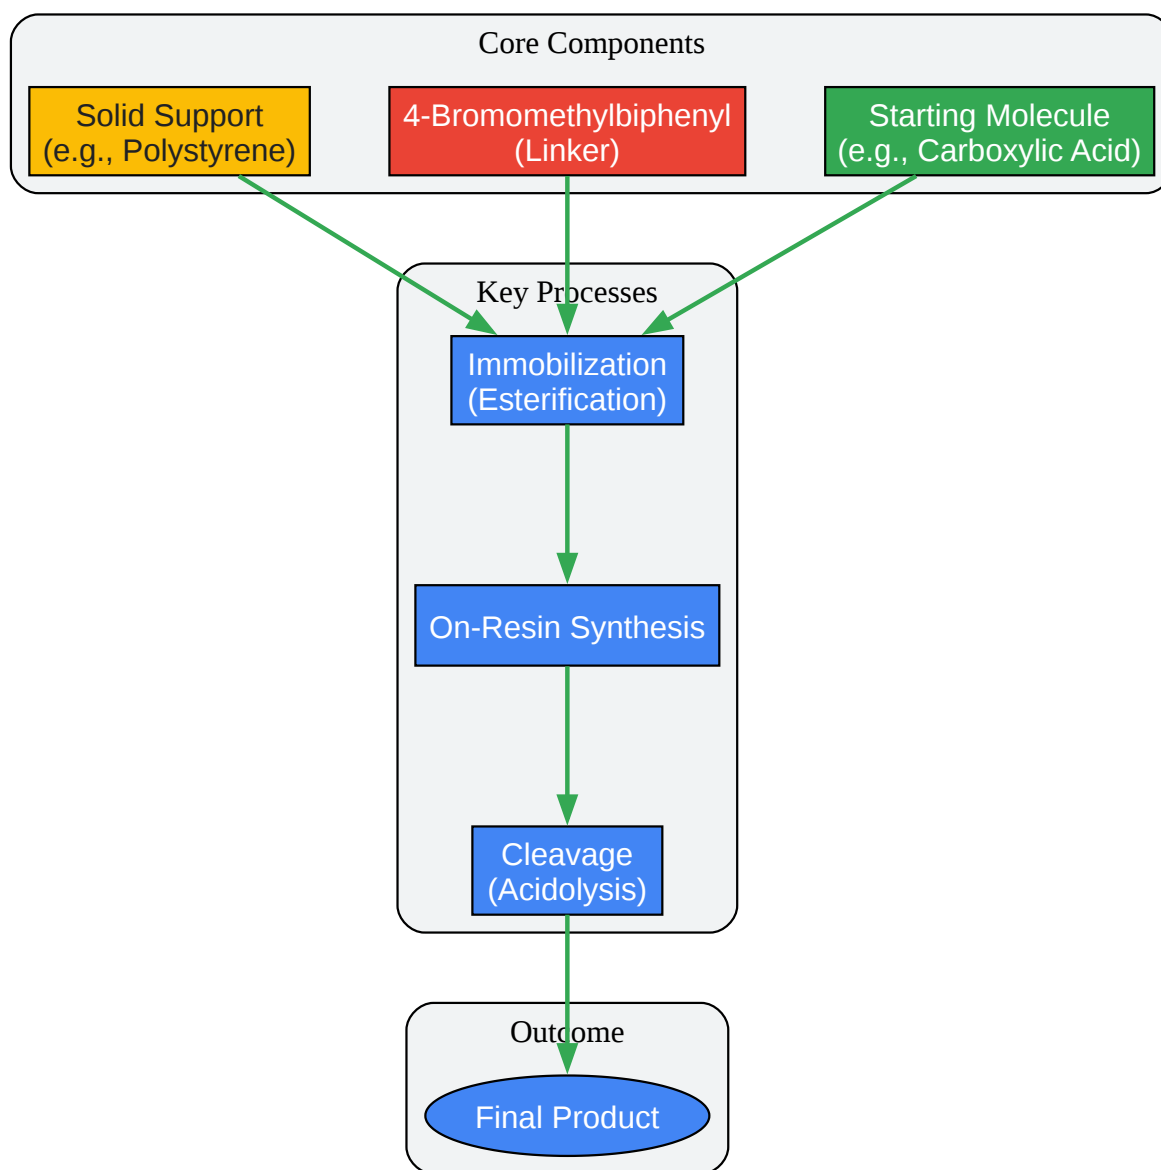 Core Components
Solid Support
(e.g., Polystyrene)
4-Bromomethylbiphenyl
(Linker)
Starting Molecule
(e.g., Carboxylic Acid)
Key Processes
Immobilization
(Esterification)
On-Resin Synthesis
Cleavage
(Acidolysis)
Outcome
Final Product